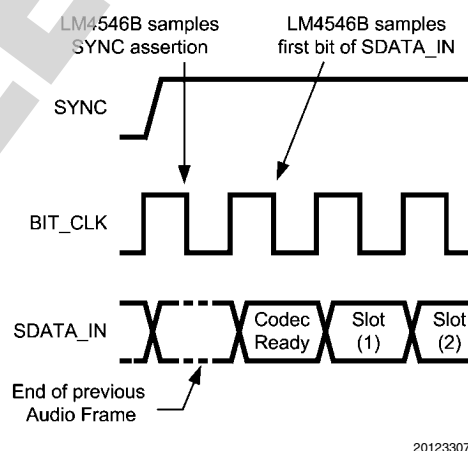 LM4546B samples
SYNC assertion
LM4546B samples
first bit of SDATA_IN
SYNC
BIT_CLK
SDATA_IN
Codec
Ready
Slot
(1)
Slot
(2)
End of previous
Audio Frame
20123307